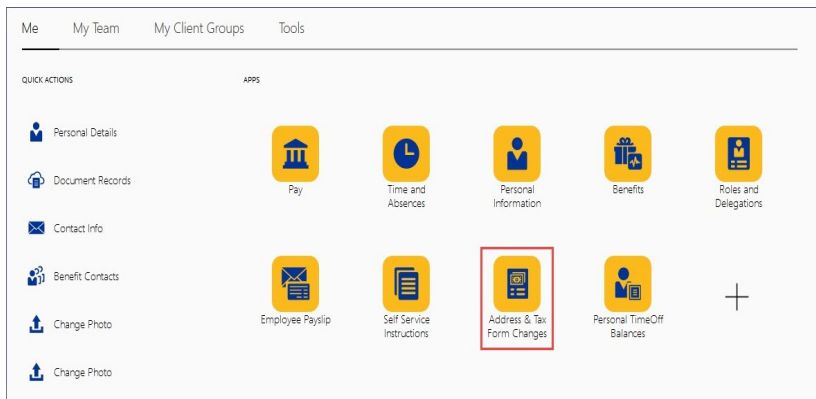 Me My Team My Client Groups Tools
QUICK ACTIONS
Personal Details
Document Records
Contact Info
Benefit Contacts
Change Photo
Change Photo
APPS
Pay
Time and
Absences
Personal
Information
Benefits
Roles and
Delegations
Employee Payslip
Self Service
Instructions
Address & Tax
Form Changes
Personal TimeOff
Balances